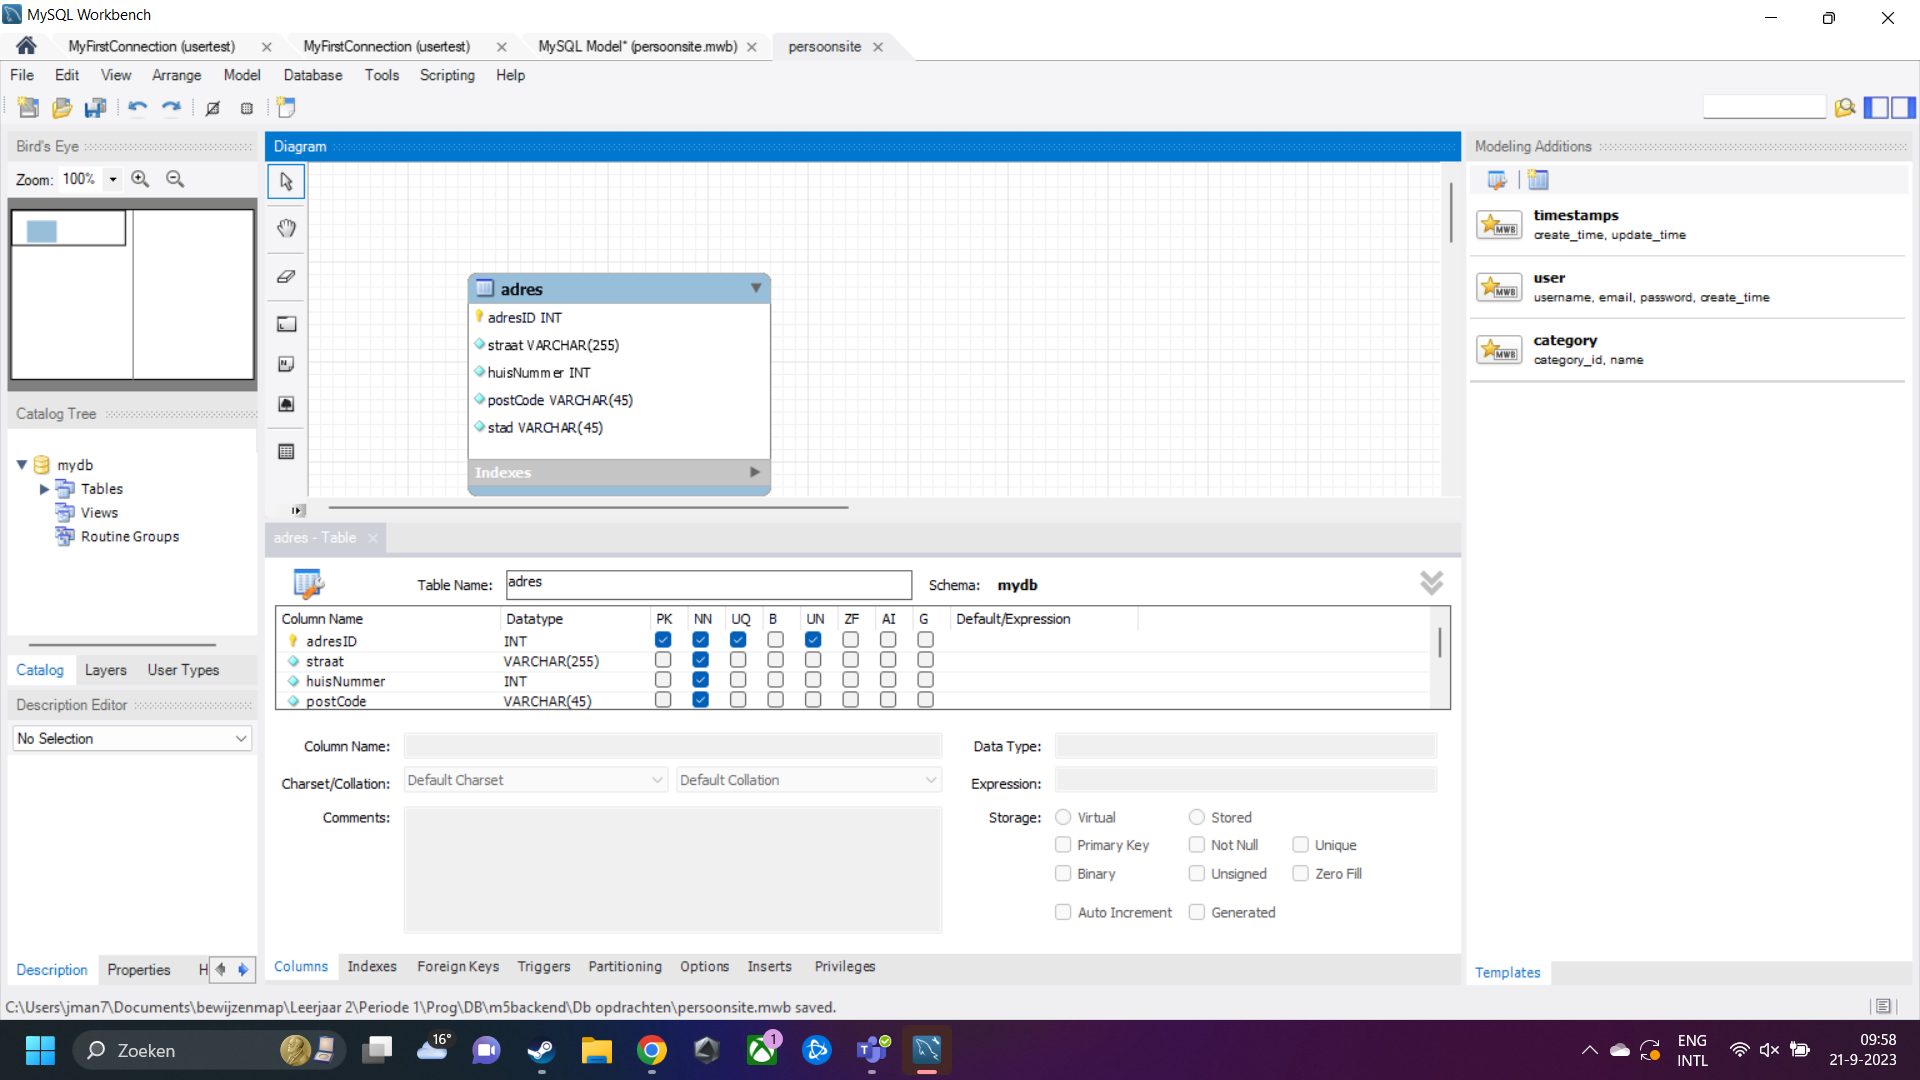 MySQL Workbench
MyFirstConnection (usertest)
MyFirstConnection (usertest)
MySQL Model* (persoonsite.mwb)
persoonsite
File Edit View Arrange Model Database Tools Scripting Help
Bird's Eye
Zoom: 100%
Catalog Tree
mydb
Tables
Views
Routine Groups
Catalog Layers User Types
Description Editor
No Selection
Description Properties H
Diagram
adres
adresID INT
straat VARCHAR(255)
huisNummer INT
postCode VARCHAR(45)
stad VARCHAR(45)
Indexes
adres - Table
Table Name: adres Schema: mydb
Column Name Datatype PK NN UQ B UN ZF AI G Default/Expression
adresID INT
straat VARCHAR(255)
huisNummer INT
postCode VARCHAR(45)
Column Name: Data Type:
Charset/Collation: Default Charset Default Collation Expression:
Comments: Storage: Virtual Stored
Primary Key Not Null Unique
Binary Unsigned Zero Fill
Auto Increment Generated
Columns Indexes Foreign Keys Triggers Partitioning Options Inserts Privileges
Modeling Additions
MWB
timestamps
create_time, update_time
MWB
user
username, email, password, create_time
MWB
category
category_id, name
Templates
C:\Users\jman7\Documents\bewijzenmap\Leerjaar 2\Periode 1\Prog\DB\m5backend\Db opdrachten\persoonsite.mwb saved.
Zoeken
16°
1
ENG
INTL
09:58
21-9-2023